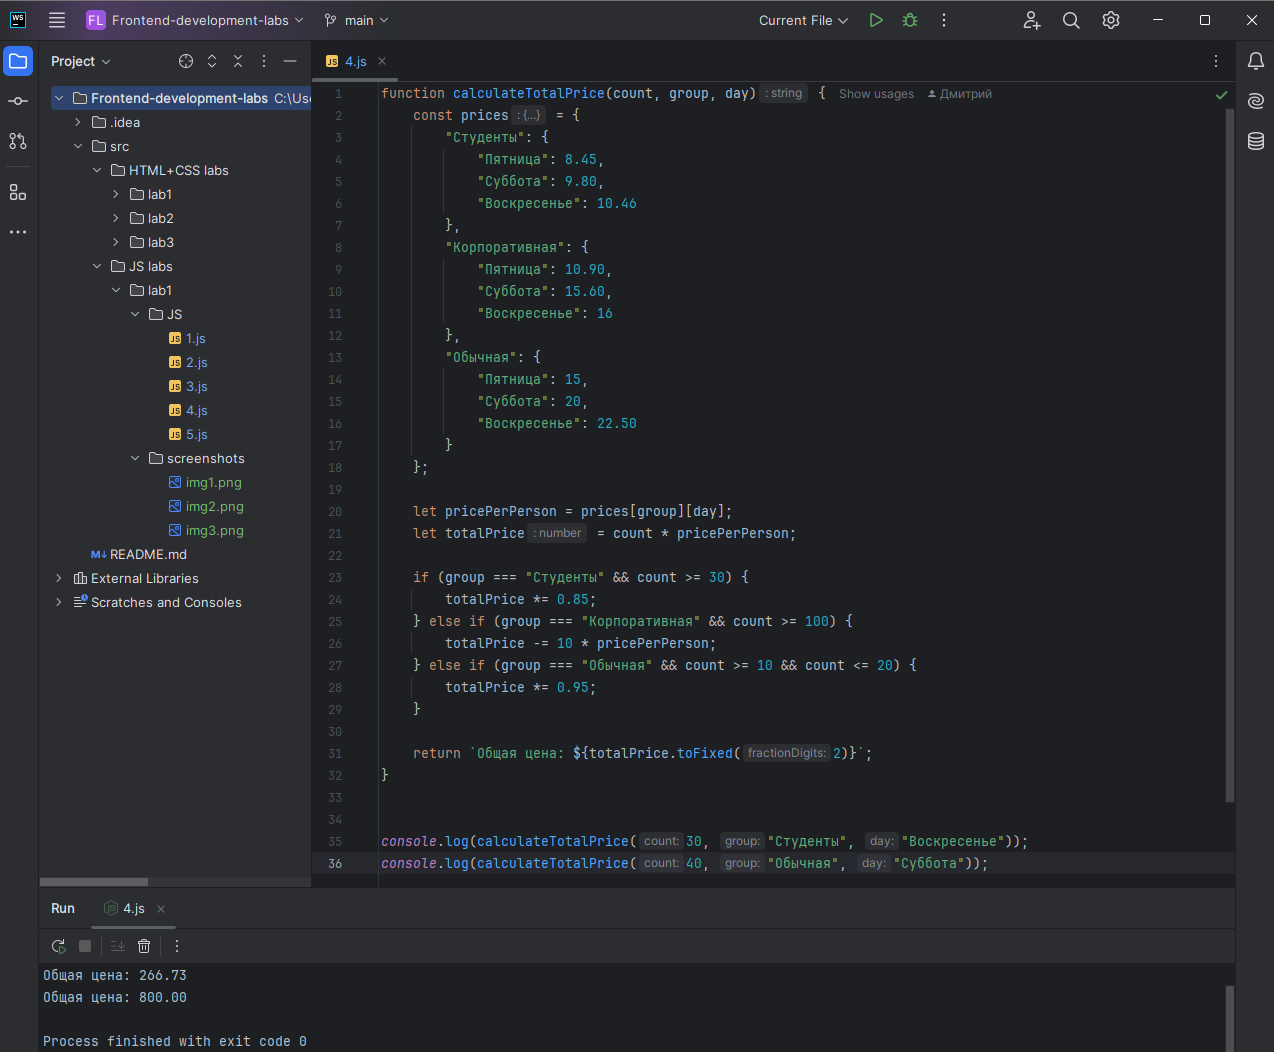 WS
FL Frontend-development-labs main Current File
Project
4.js
Frontend-development-labs C:\Us
.idea
src
HTML+CSS labs
lab1
lab2
lab3
JS labs
lab1
JS
JS 1.js
JS 2.js
JS 3.js
JS 4.js
JS 5.js
screenshots
img1.png
img2.png
img3.png
M↓ README.md
External Libraries
Scratches and Consoles
JS 4.js
1 function calculateTotalPrice(count, group, day) : string { Show usages Дмитрий
2 const prices : {...} = {
3 "Студенты": {
4 "Пятница": 8.45,
5 "Суббота": 9.80,
6 "Воскресенье": 10.46
7 },
8 "Корпоративная": {
9 "Пятница": 10.90,
10 "Суббота": 15.60,
11 "Воскресенье": 16
12 },
13 "Обычная": {
14 "Пятница": 15,
15 "Суббота": 20,
16 "Воскресенье": 22.50
17 }
18 };
19
20 let pricePerPerson = prices[group][day];
21 let totalPrice : number = count * pricePerPerson;
22
23 if (group === "Студенты" && count >= 30) {
24 totalPrice *= 0.85;
25 } else if (group === "Корпоративная" && count >= 100) {
26 totalPrice -= 10 * pricePerPerson;
27 } else if (group === "Обычная" && count >= 10 && count <= 20) {
28 totalPrice *= 0.95;
29 }
30
31 return `Общая цена: ${totalPrice.toFixed( fractionDigits: 2)}`;
32 }
33
34
35 console.log(calculateTotalPrice( count: 30, group: "Студенты", day: "Воскресенье"));
36 console.log(calculateTotalPrice( count: 40, group: "Обычная", day: "Суббота"));
Run 4.js
Общая цена: 266.73
Общая цена: 800.00
Process finished with exit code 0